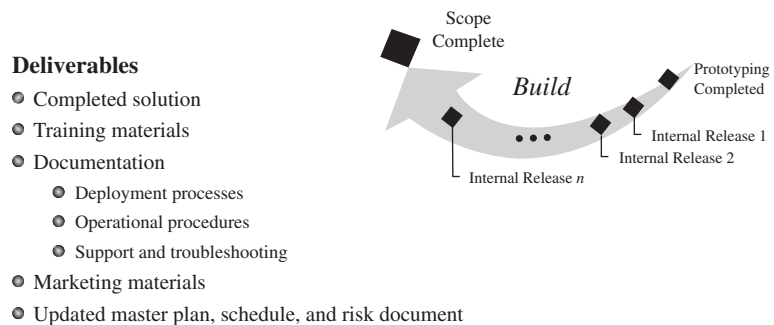 Deliverables
Completed solution
Training materials
Documentation
Deployment processes
Operational procedures
Support and troubleshooting
Marketing materials
Updated master plan, schedule, and risk document
Scope
Complete
Build
Prototyping
Completed
Internal Release 1
Internal Release 2
Internal Release n